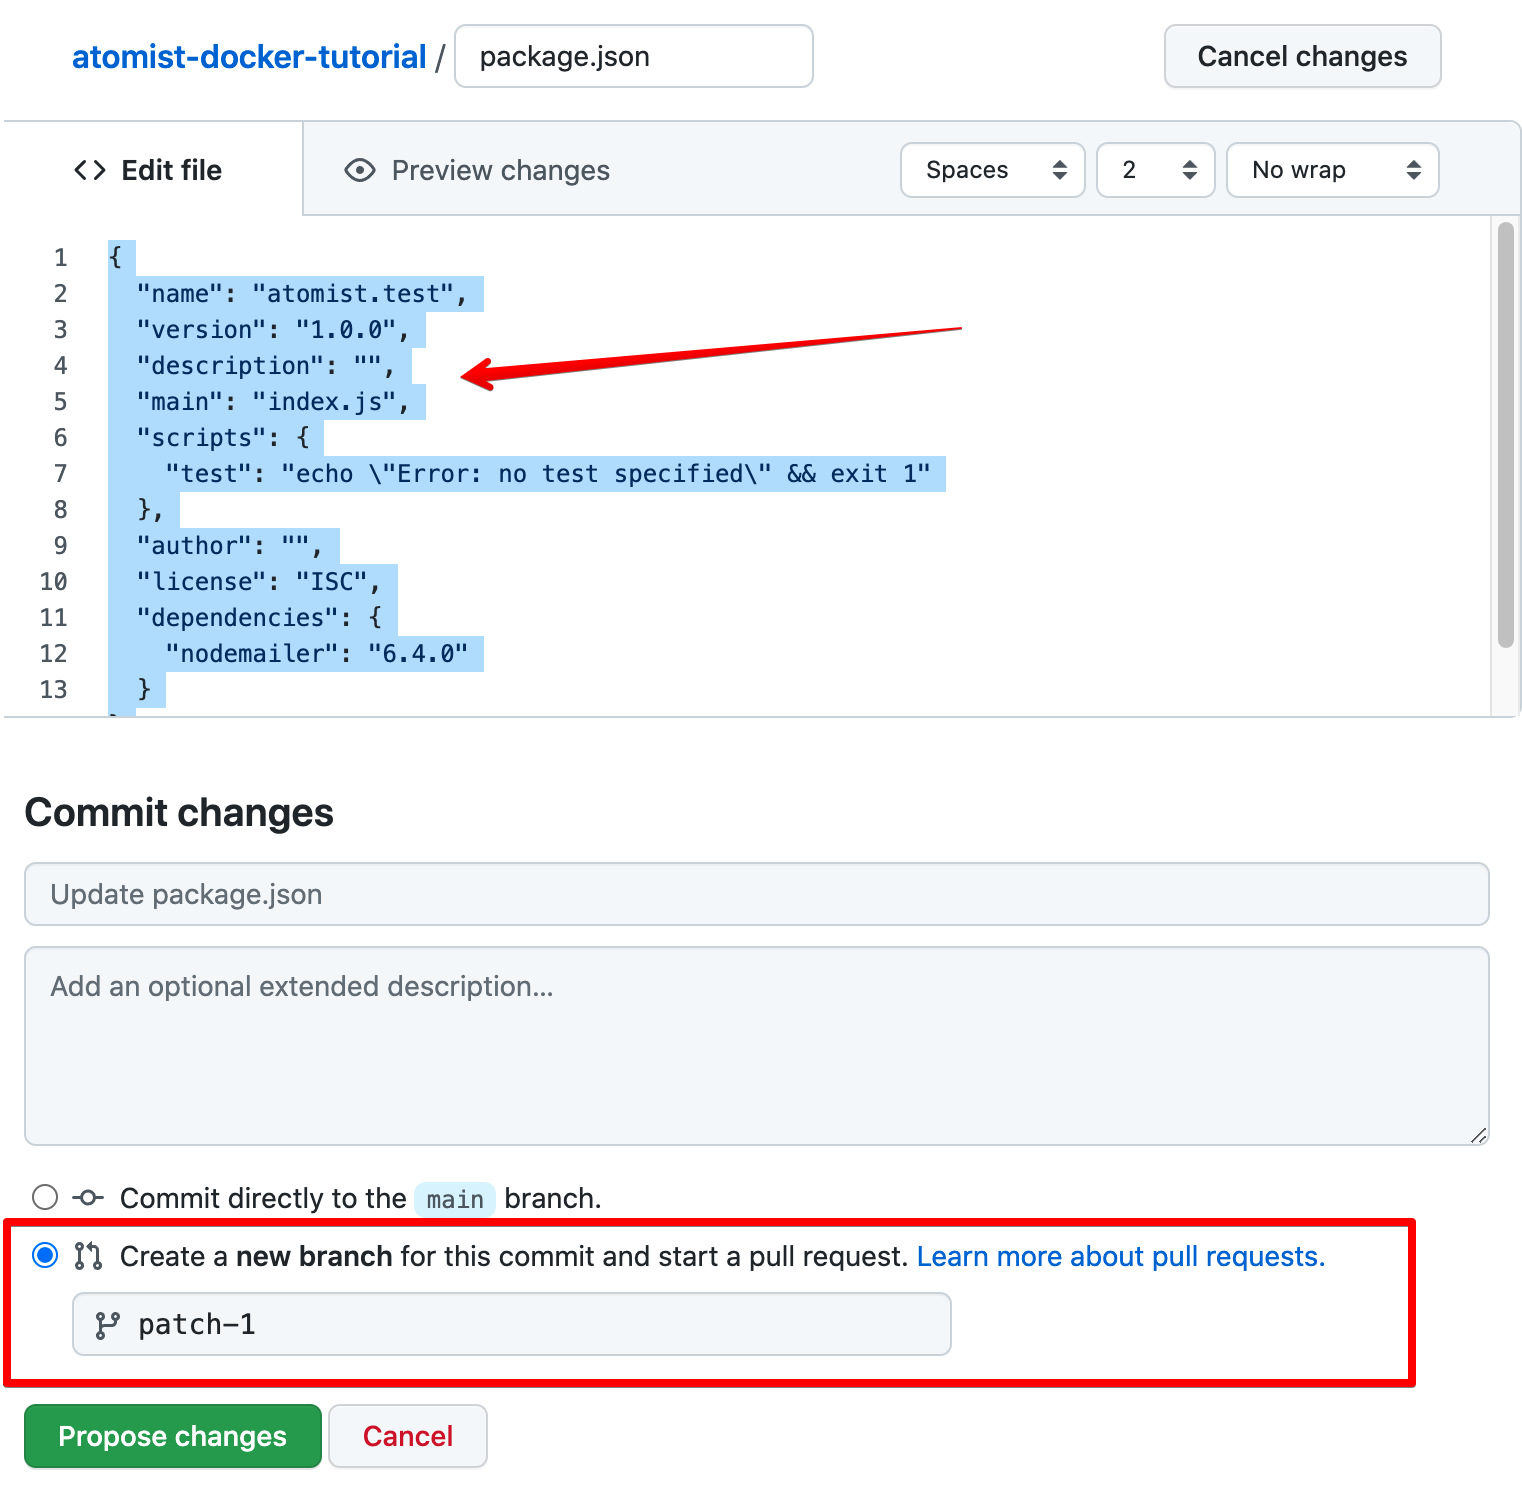 atomist-docker-tutorial / package.json Cancel changes
Edit file Preview changes Spaces 2 No wrap
1 {
2 "name": "atomist.test",
3 "version": "1.0.0",
4 "description": "",
5 "main": "index.js",
6 "scripts": {
7 "test": "echo \"Error: no test specified\" && exit 1"
8 },
9 "author": "",
10 "license": "ISC",
11 "dependencies": {
12 "nodemailer": "6.4.0"
13 }
Commit changes
Update package.json
Add an optional extended description...
Commit directly to the main branch.
Create a new branch for this commit and start a pull request. Learn more about pull requests.
patch-1
Propose changes Cancel